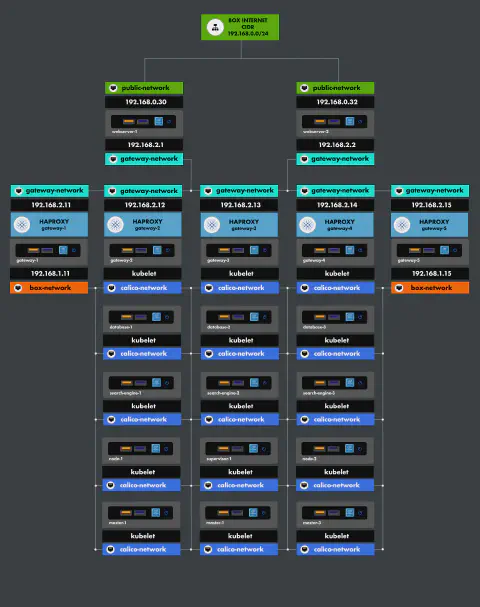 BOX INTERNET
ODR
192.168.0.0/24
public-network
public-network
192.168.0.30
192.168.0.32
webserver-1
webserver-2
192.168.2.1
192.168.2.2
gateway-network
gateway-network
gateway-network
gateway-network
gateway-network
gateway-network
gateway-network
192.168.2.11
192.168.2.12
192.168.2.13
192.168.2.14
192.168.2.15
HAPROXY
gateway-1
HAPROXY
gateway-2
HAPROXY
gateway-3
HAPROXY
gateway-4
HAPROXY
gateway-5
gateway-1
gateway-2
gateway-3
gateway-4
gateway-5
192.168.1.11
kubelet
kubelet
kubelet
192.168.1.15
box-network
calico-network
calico-network
calico-network
box-network
database-1
database-2
database-3
kubelet
kubelet
kubelet
calico-network
calico-network
calico-network
search-engine-1
search-engine-2
search-engine-3
kubelet
kubelet
kubelet
calico-network
calico-network
calico-network
node-1
supervisor-1
node-2
kubelet
kubelet
kubelet
calico-network
calico-network
calico-network
master-1
master-3
kubelet
kubelet
kubelet
calico-network
calico-network
calico-network